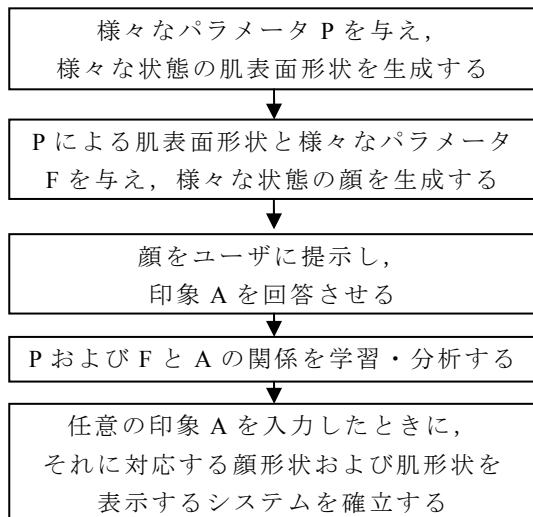 様々なパラメータ P を与え，
様々な状態の肌表面形状を生成する
P による肌表面形状と様々なパラメータ
F を与え，様々な状態の顔を生成する
顔をユーザに提示し，
印象 A を回答させる
P および F と A の関係を学習・分析する
任意の印象 A を入力したときに，
それに対応する顔形状および肌形状を
表示するシステムを確立する